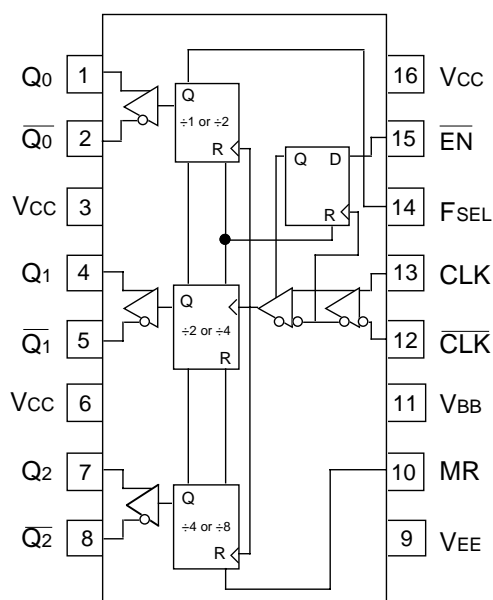 Q0 1
Q0 2
VCC 3
Q1 4
Q1 5
VCC 6
Q2 7
Q2 8
Q
÷1 or ÷2
R
Q D
R
Q
÷2 or ÷4
R
Q
÷4 or ÷8
R
16 VCC
15 EN
14 FSEL
13 CLK
12 CLK
11 VBB
10 MR
9 VEE